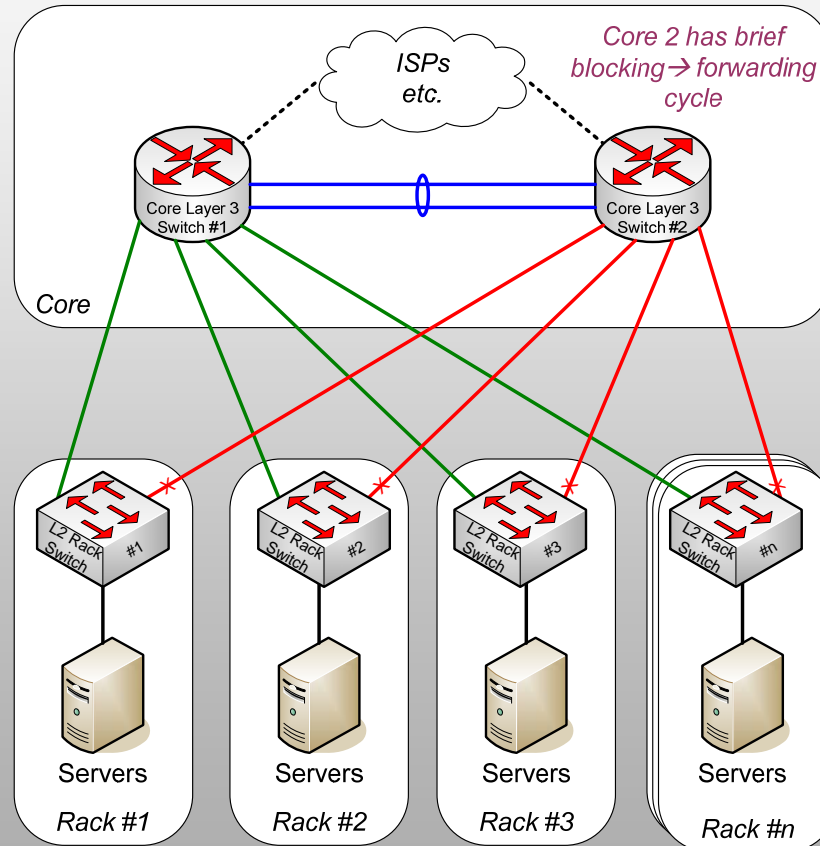 Core 2 has brief
blocking→ forwarding
cycle
ISPs
etc.
Core Layer 3
Switch #1
Core Layer 3
Switch #2
Core
L2 Rack
Switch
#1
L2 Rack
Switch
#2
L2 Rack
Switch
#3
L2 Rack
Switch
#n
Servers
Servers
Servers
Servers
Rack #1
Rack #2
Rack #3
Rack #n